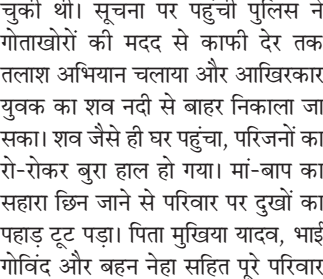 चुकी थी। सूचना पर पहुंची पुलिस ने
गोताखोरों की मदद से काफी देर तक
तलाश अभियान चलाया और आखिरकार
युवक का शव नदी से बाहर निकाला जा
सका। शव जैसे ही घर पहुंचा, परिजनों का
रो-रोकर बुरा हाल हो गया। मां-बाप का
सहारा छिन जाने से परिवार पर दुखों का
पहाड़ टूट पड़ा। पिता मुखिया यादव, भाई
गोविंद और बहन नेहा सहित पूरे परिवार